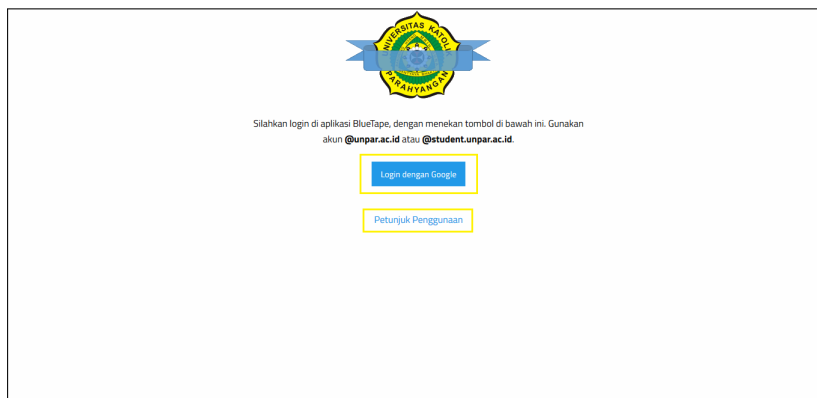 UNIVERSITAS KATOLIK
PARAHYANGAN
Silahkan login di aplikasi BlueTape, dengan menekan tombol di bawah ini. Gunakan
akun @unpar.ac.id atau @student.unpar.ac.id.
Login dengan Google
Petunjuk Penggunaan